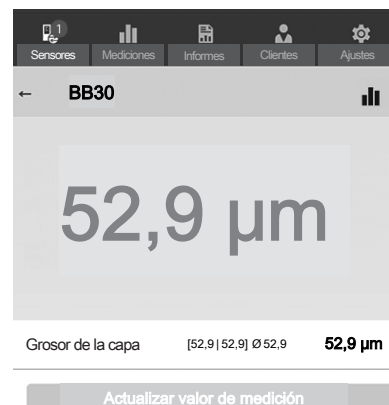 1
Sensores Mediciones Informes Clientes Ajustes
← BB30
52,9 µm
Grosor de la capa [52,9|52,9] Ø 52,9 52,9 µm
Actualizar valor de medición